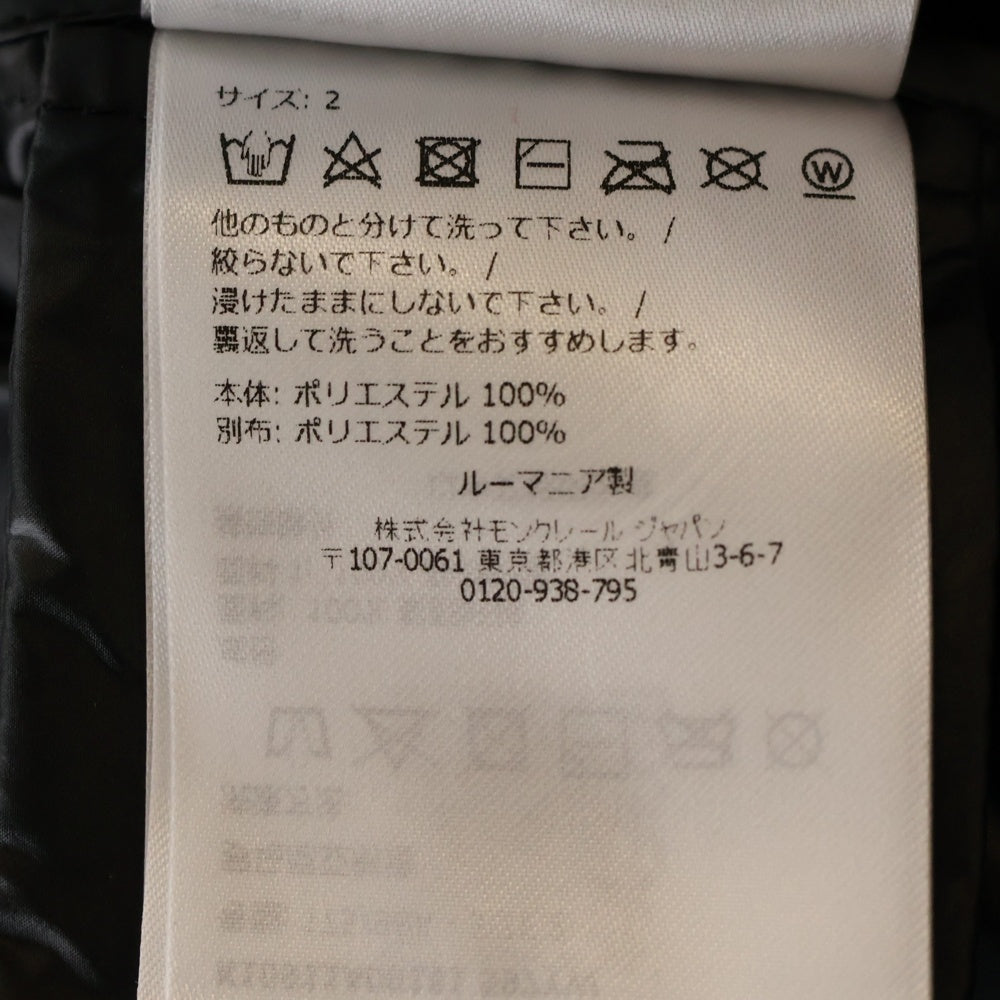 サイズ: 2
W
他のものと分けて洗って下さい。 /
絞らないで下さい。 /
浸けたままにしないで下さい。 /
裏返して洗うことをおすすめします。
本体: ポリエステル 100%
別布: ポリエステル 100%
ルーマニア製
株式会社モンクレール ジャパン
〒107-0061 東京都港区北青山3-6-7
0120-938-795